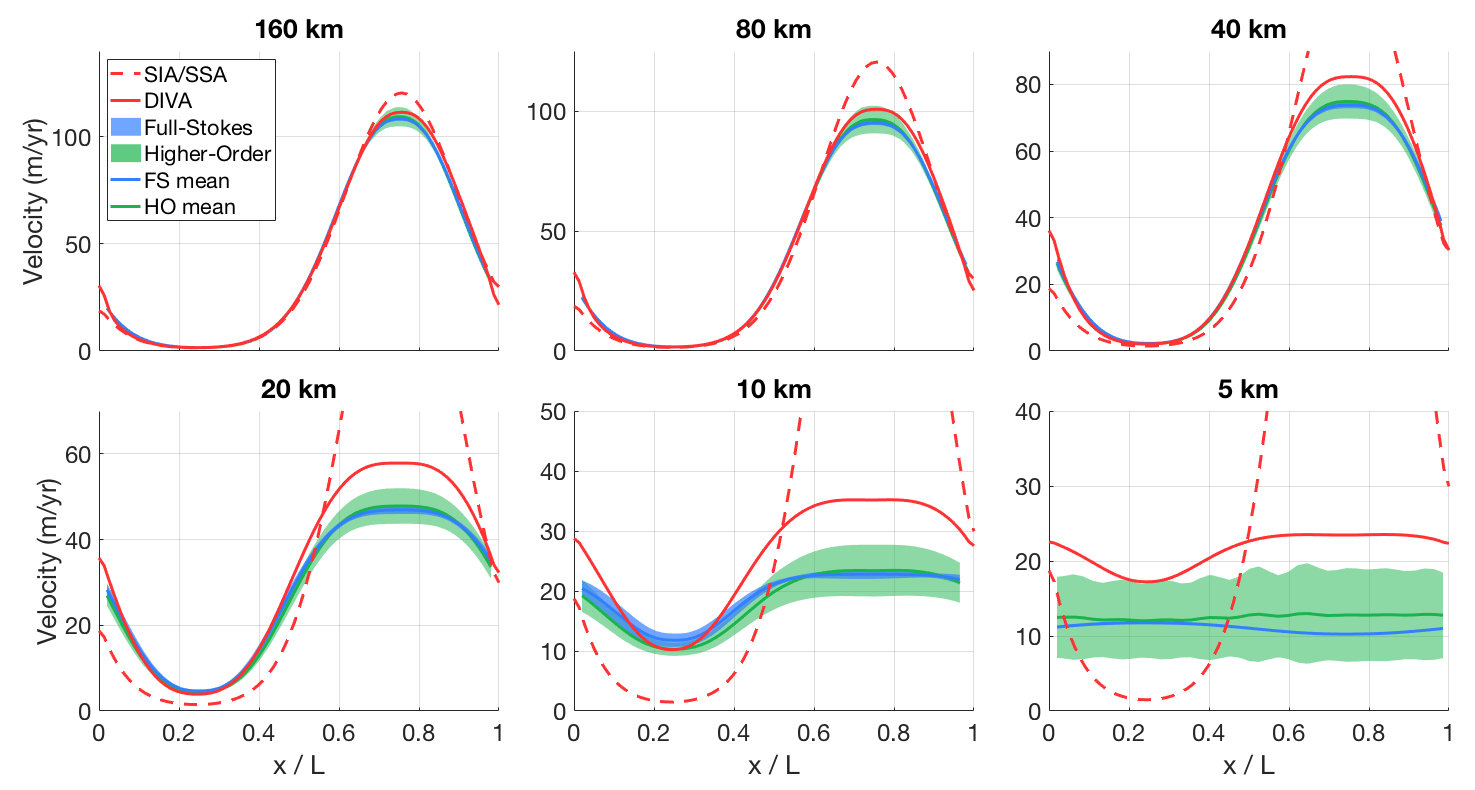 160 km
80 km
40 km
SIA/SSA
DIVA
Full-Stokes
Higher-Order
FS mean
HO mean
Velocity (m/yr)
100
50
0
100
50
0
80
60
40
20
0
20 km
10 km
5 km
Velocity (m/yr)
60
40
20
0
50
40
30
20
10
0
40
30
20
10
0
0 0.2 0.4 0.6 0.8 1
0 0.2 0.4 0.6 0.8 1
0 0.2 0.4 0.6 0.8 1
x / L
x / L
x / L